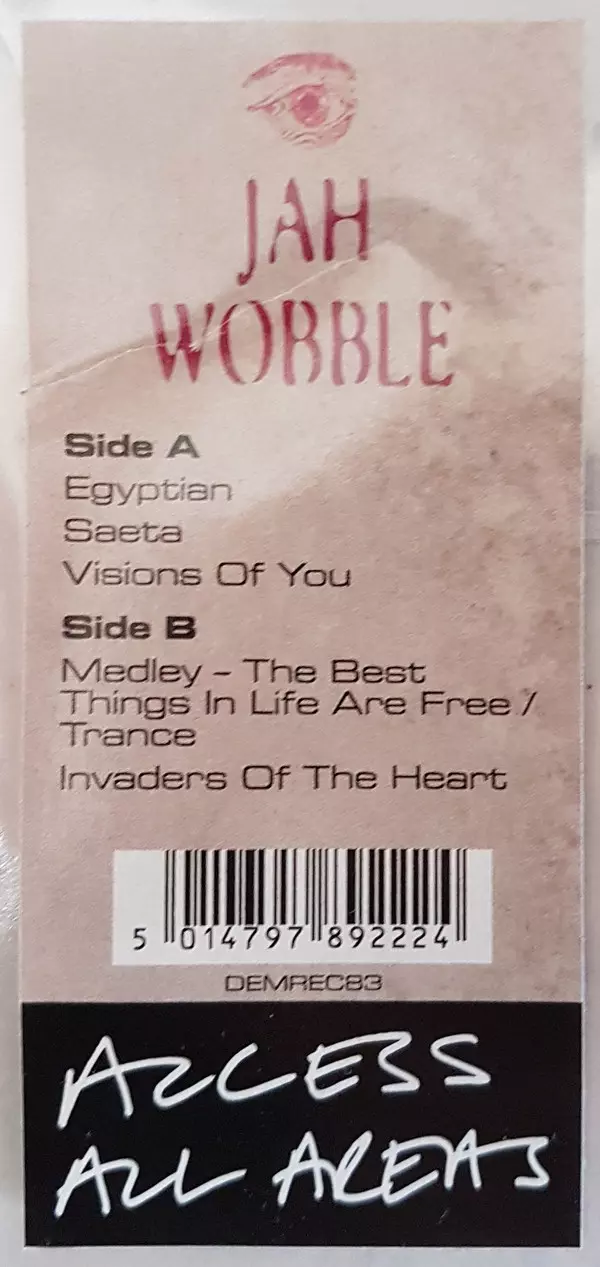 JAH
WOBBLE
Side A
Egyptian
Saeta
Visions Of You
Side B
Medley – The Best
Things In Life Are Free /
Trance
Invaders Of The Heart
5 014797 892224
DEMREC83
ACCESS
ALL AREAS